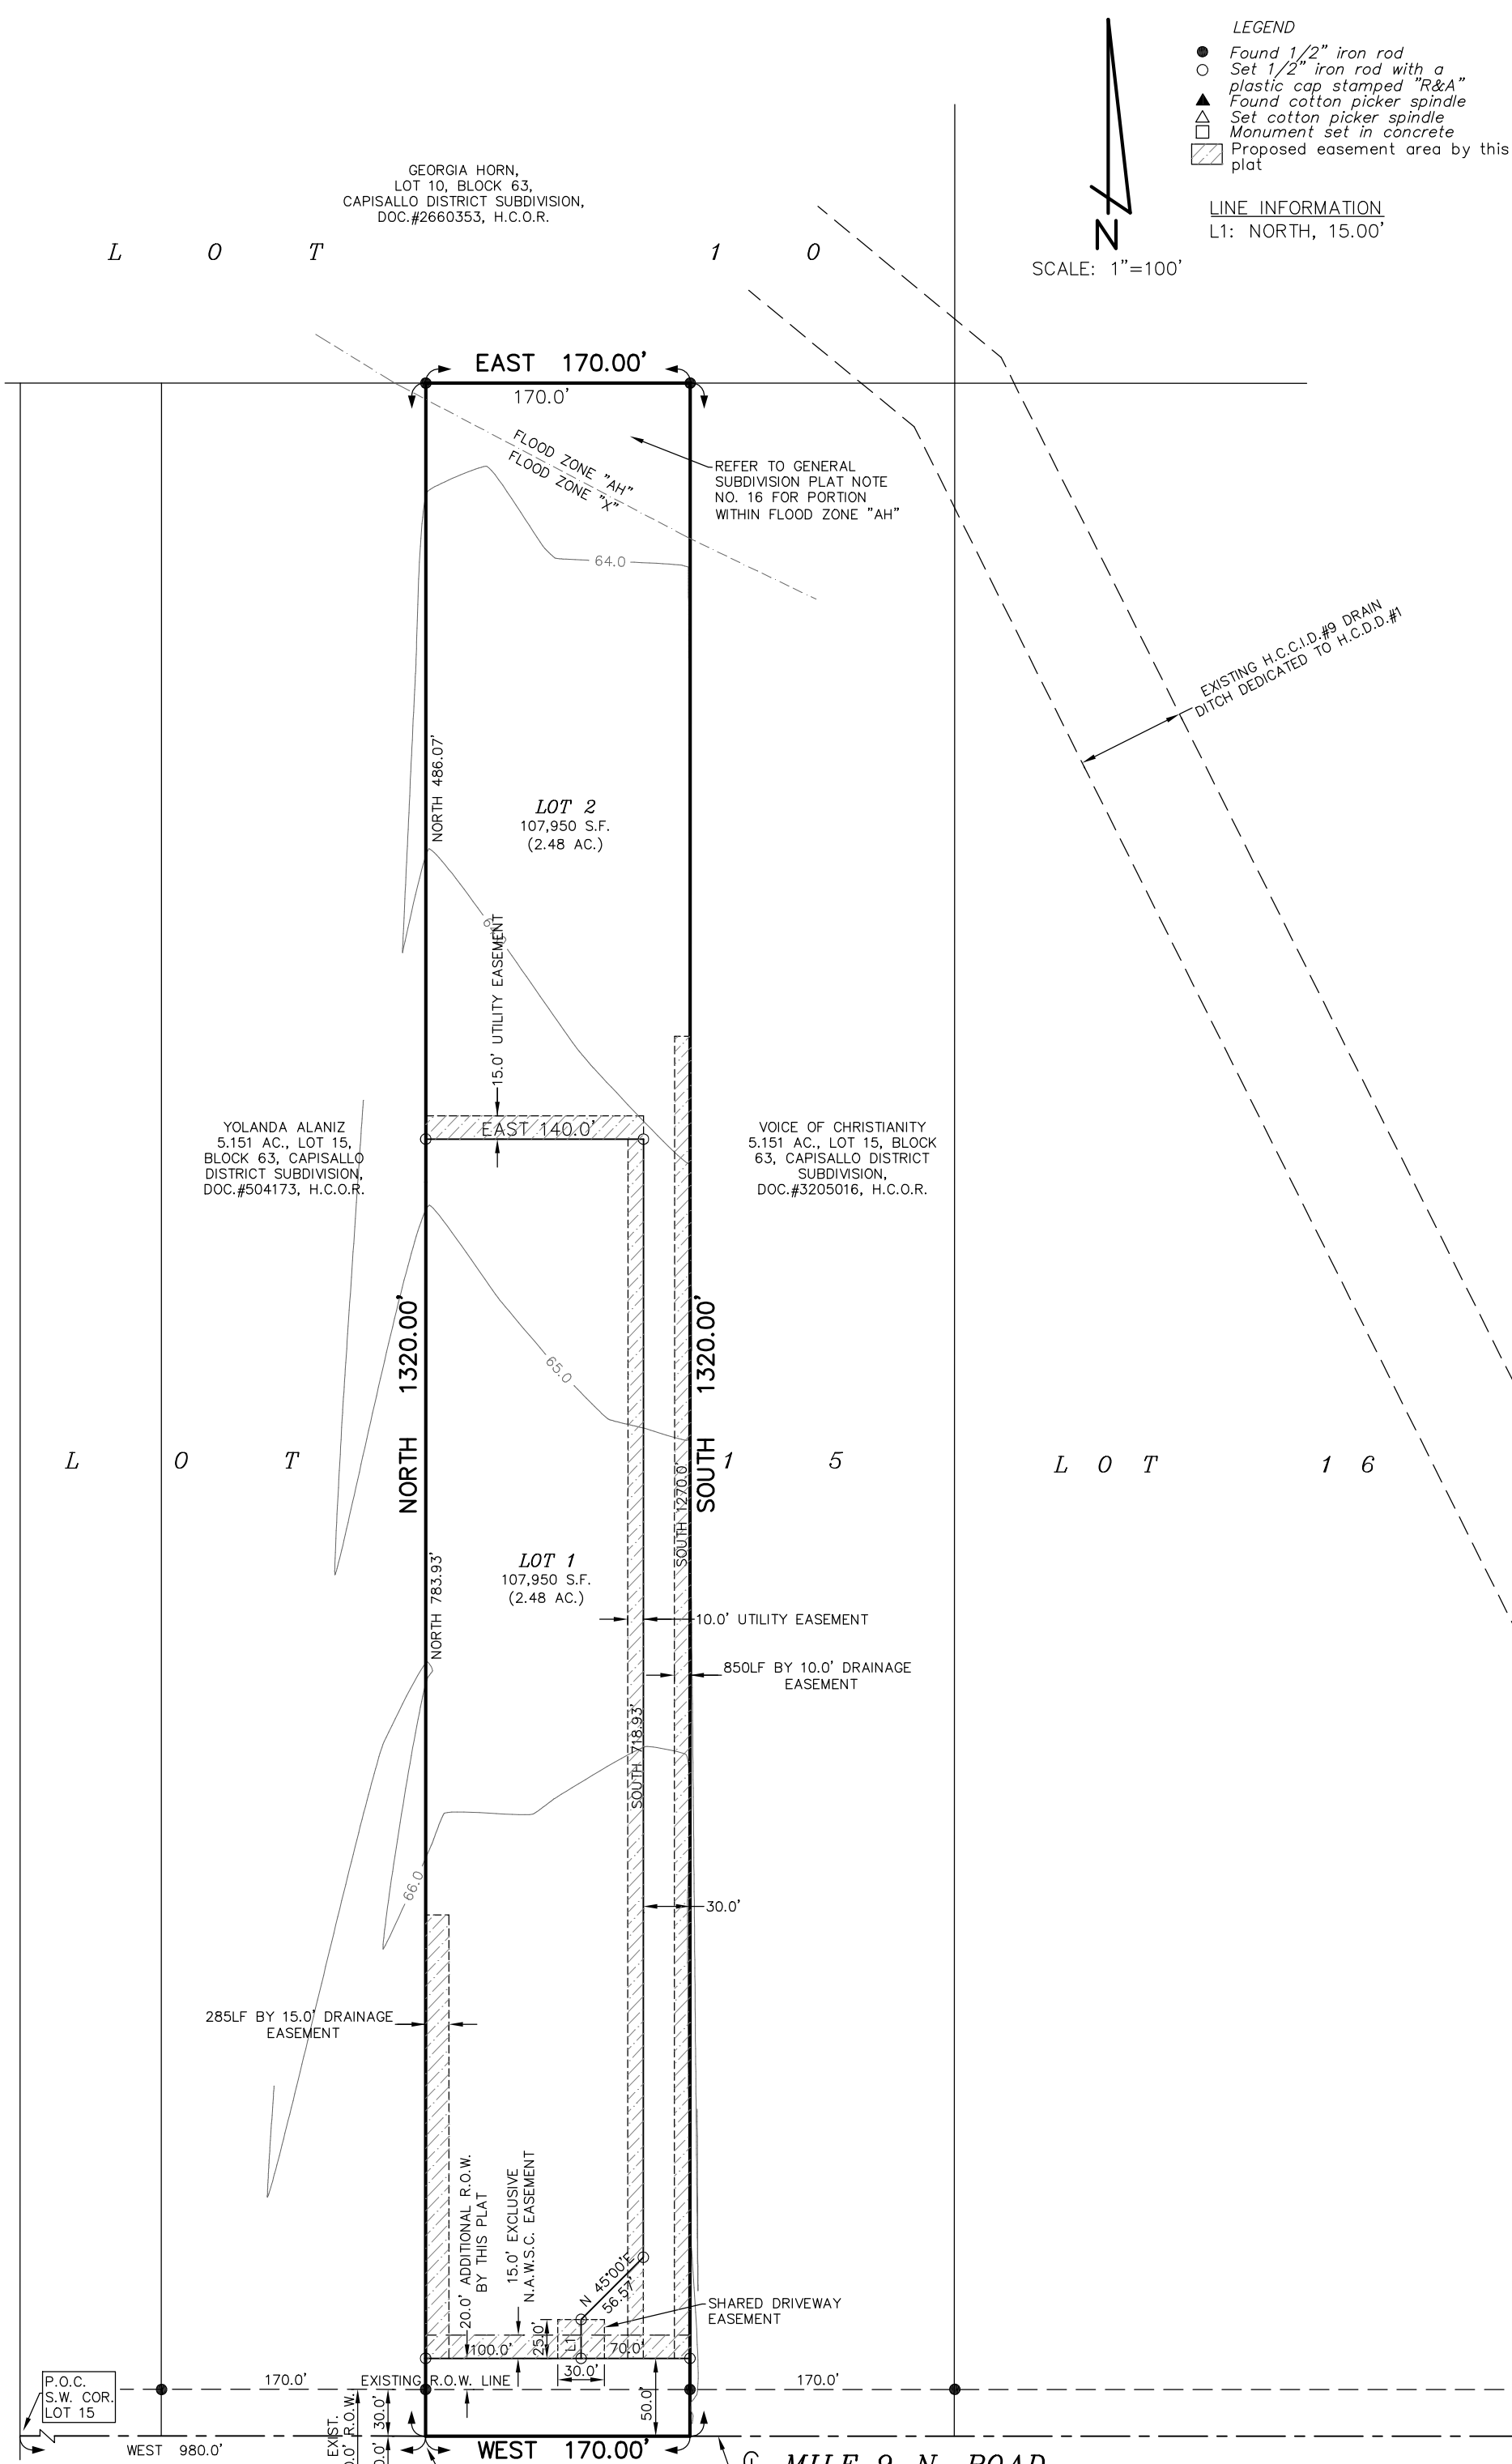 LEGEND
Found 1/2" iron rod
Set 1/2" iron rod with a
plastic cap stamped "R&A"
Found cotton picker spindle
Set cotton picker spindle
Monument set in concrete
Proposed easement area by this
plat
LINE INFORMATION
L1: NORTH, 15.00'
N
SCALE: 1"=100'
GEORGIA HORN,
LOT 10, BLOCK 63,
CAPISALLO DISTRICT SUBDIVISION,
DOC.#2660353, H.C.O.R.
L O T 1 0
EAST 170.00'
170.0'
FLOOD ZONE "AH"
FLOOD ZONE "X"
REFER TO GENERAL
SUBDIVISION PLAT NOTE
NO. 16 FOR PORTION
WITHIN FLOOD ZONE "AH"
64.0
EXISTING H.C.C.I.D.#9 DRAIN
DITCH DEDICATED TO H.C.D.D.#1
NORTH 486.07'
LOT 2
107,950 S.F.
(2.48 AC.)
15.0' UTILITY EASEMENT
EAST 140.0'
YOLANDA ALANIZ
5.151 AC., LOT 15,
BLOCK 63, CAPISALLO
DISTRICT SUBDIVISION,
DOC.#504173, H.C.O.R.
VOICE OF CHRISTIANITY
5.151 AC., LOT 15, BLOCK
63, CAPISALLO DISTRICT
SUBDIVISION,
DOC.#3205016, H.C.O.R.
NORTH 1320.00'
SOUTH 1320.00'
65.0
L O T 1 5
L O T 1 6
SOUTH 1270.0'
NORTH 783.93'
LOT 1
107,950 S.F.
(2.48 AC.)
10.0' UTILITY EASEMENT
850LF BY 10.0' DRAINAGE
EASEMENT
SOUTH 718.93'
66.0
30.0'
285LF BY 15.0' DRAINAGE
EASEMENT
20.0' ADDITIONAL R.O.W.
BY THIS PLAT
15.0' EXCLUSIVE
N.A.W.S.C. EASEMENT
N 45°00'E
56.57'
SHARED DRIVEWAY
EASEMENT
25.0'
L1
100.0'
70.0'
30.0'
P.O.C.
S.W. COR.
LOT 15
170.0'
EXISTING R.O.W. LINE
170.0'
50.0'
EXIST.
R.O.W.
30.0'
WEST 980.0'
WEST 170.00'
℄ MILE 9 N. ROAD